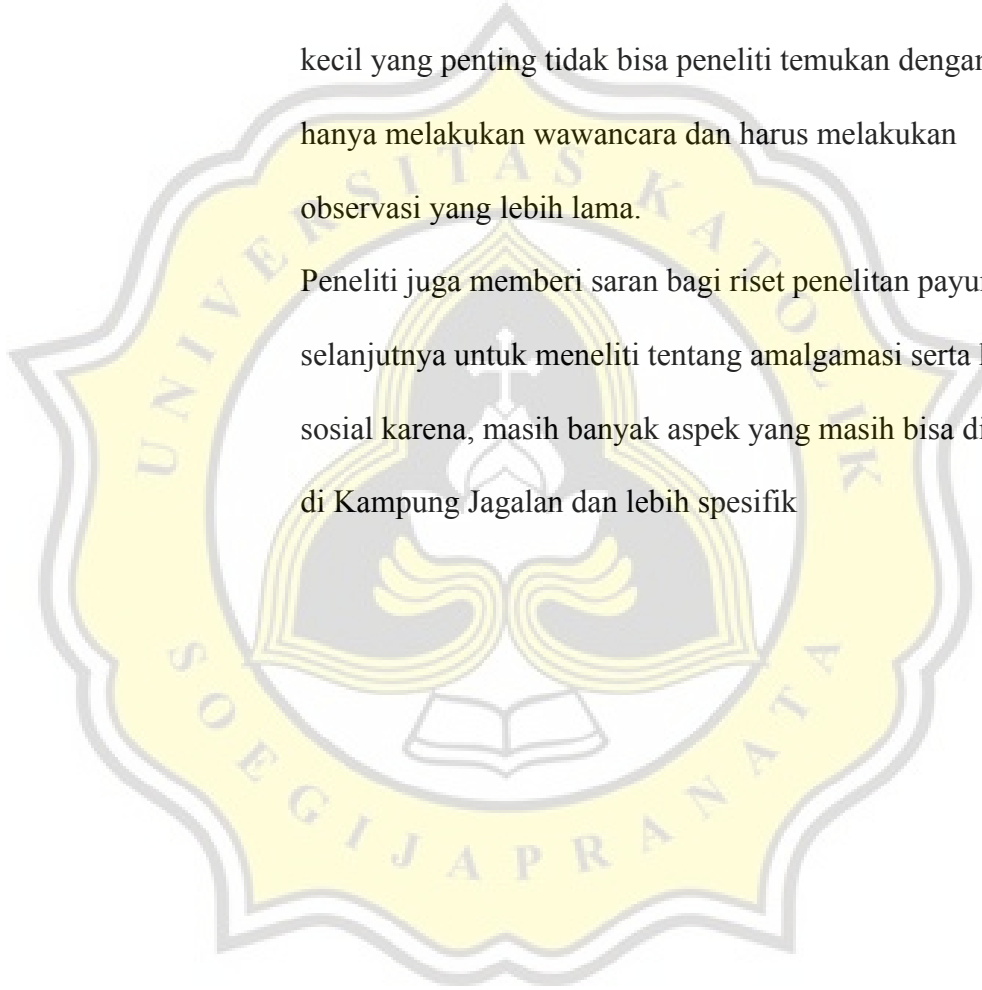 kecil yang penting tidak bisa peneliti temukan dengan
hanya melakukan wawancara dan harus melakukan
observasi yang lebih lama.
Peneliti juga memberi saran bagi riset penelitan
selanjutnya untuk meneliti tentang amalgamasi serta
sosial karena, masih banyak aspek yang masih bisa
di Kampung Jagalan dan lebih spesifik
UNIVERSITAS KATOLIK
SOEGIJAPRANATA